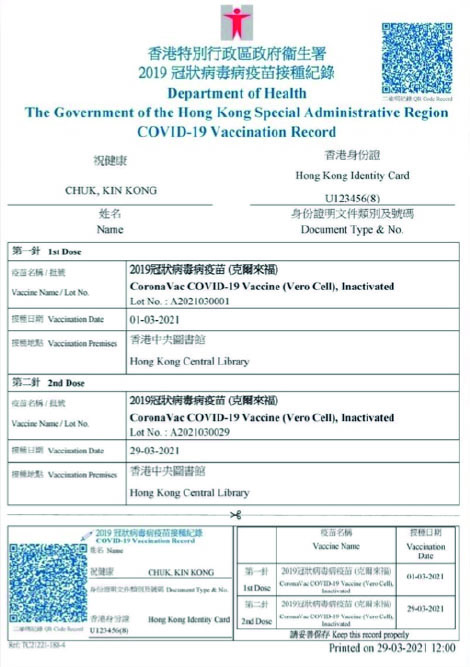 香港特別行政區政府衞生署
2019 冠狀病毒病疫苗接種紀錄
Department of Health
The Government of the Hong Kong Special Administrative Region
COVID-19 Vaccination Record
二維碼紀錄 QR Code Record
祝健康
CHUK, KIN KONG
姓名
Name
香港身份證
Hong Kong Identity Card
U123456(8)
身份證明文件類別及號碼
Document Type & No.
第一針 1st Dose
疫苗名稱 / 批號
Vaccine Name / Lot No.
2019冠狀病毒病疫苗 (克爾來福)
CoronaVac COVID-19 Vaccine (Vero Cell), Inactivated
Lot No. : A2021030001
接種日期 Vaccination Date
01-03-2021
接種地點 Vaccination Premises
香港中央圖書館
Hong Kong Central Library
第二針 2nd Dose
疫苗名稱 / 批號
Vaccine Name / Lot No.
2019冠狀病毒病疫苗 (克爾來福)
CoronaVac COVID-19 Vaccine (Vero Cell), Inactivated
Lot No. : A2021030029
接種日期 Vaccination Date
29-03-2021
接種地點 Vaccination Premises
香港中央圖書館
Hong Kong Central Library
2019 冠狀病毒病疫苗接種紀錄
COVID-19 Vaccination Record
姓名 Name
祝健康
CHUK, KIN KONG
身份證明文件類別及號碼 Document Type & No.
香港身份證
Hong Kong Identity Card
U123456(8)
二維碼紀錄 QR Code Record
疫苗名稱
Vaccine Name
接種日期
Vaccination Date
第一針
1st Dose
2019冠狀病毒病疫苗 (克爾來福)
CoronaVac COVID-19 Vaccine (Vero Cell), Inactivated
01-03-2021
第二針
2nd Dose
2019冠狀病毒病疫苗 (克爾來福)
CoronaVac COVID-19 Vaccine (Vero Cell), Inactivated
29-03-2021
請妥善保存 Keep this record properly
Printed on 29-03-2021 12:00